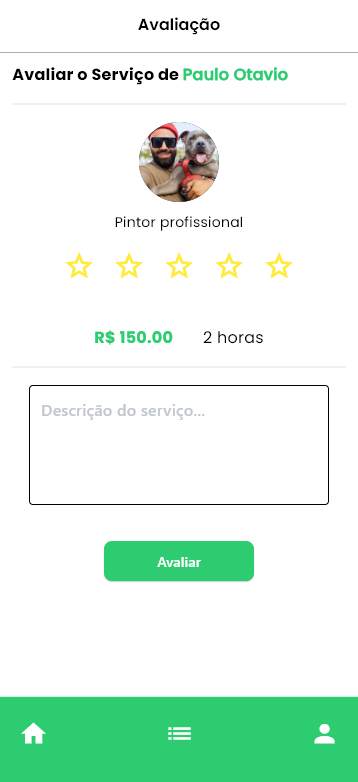 Avaliação
Avaliar o Serviço de Paulo Otavio
Pintor profissional
R$ 150.00 2 horas
Descrição do serviço...
Avaliar